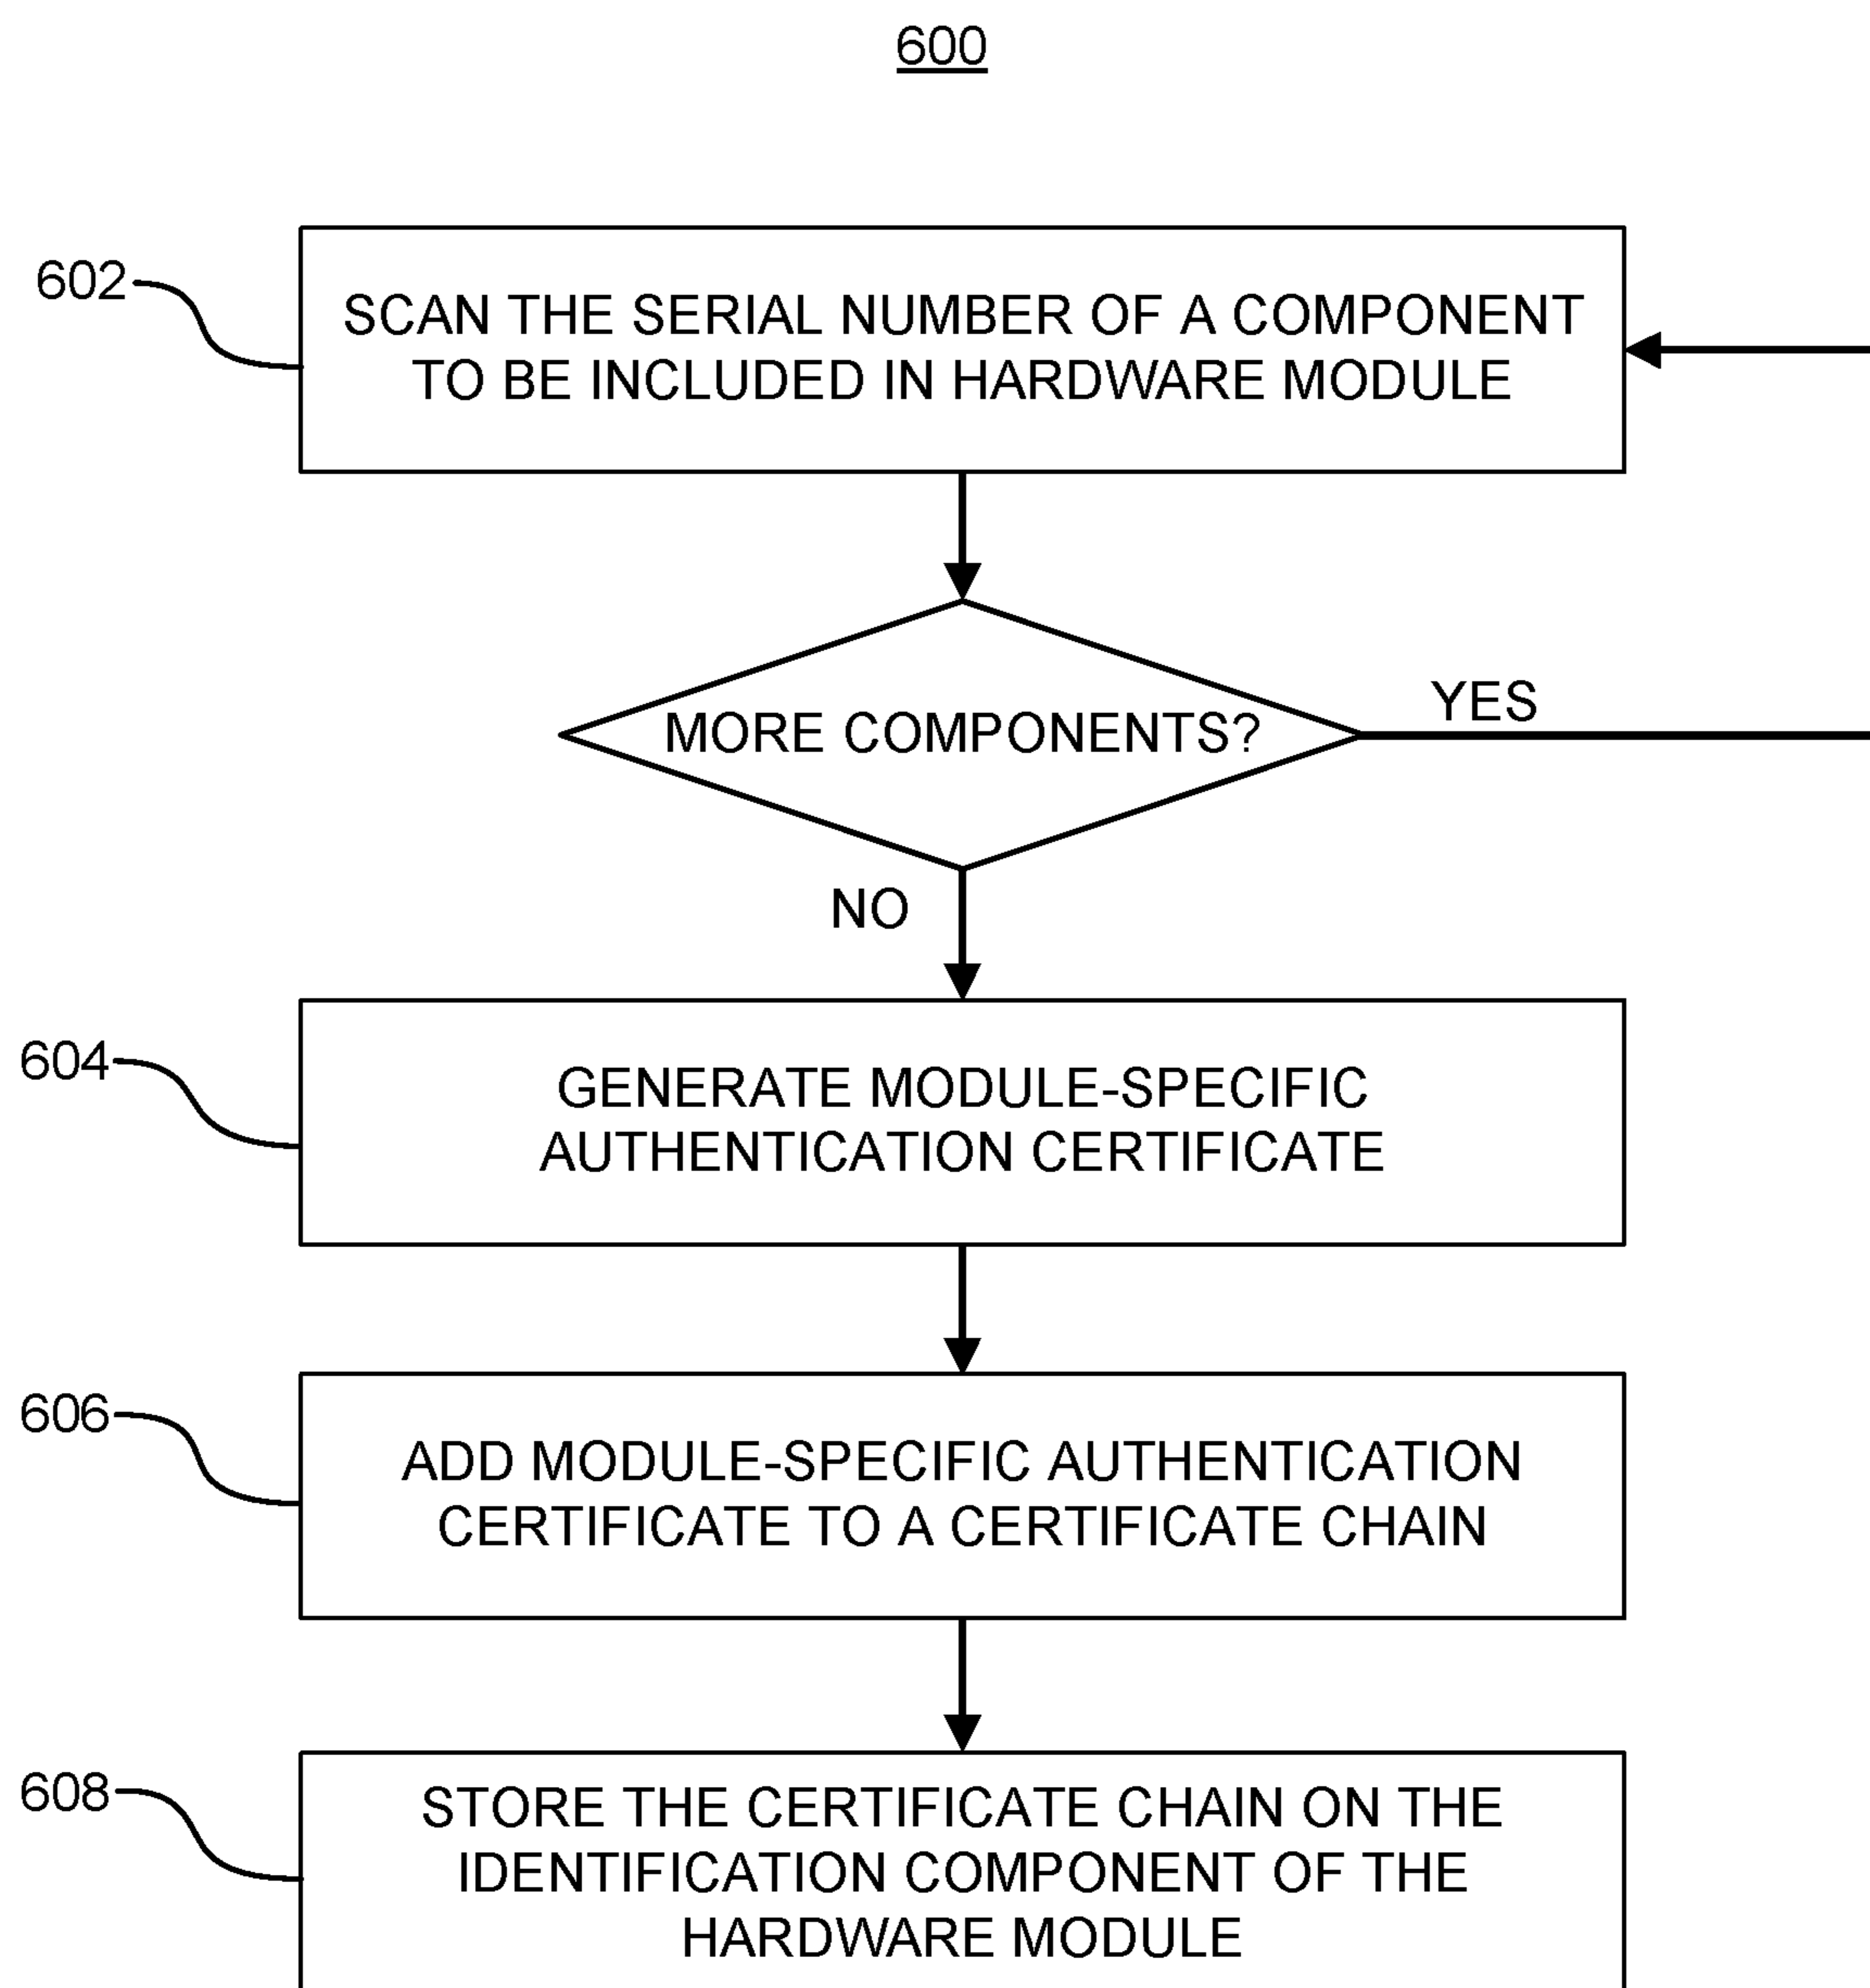 600
602
SCAN THE SERIAL NUMBER OF A COMPONENT
TO BE INCLUDED IN HARDWARE MODULE
MORE COMPONENTS?
YES
NO
604
GENERATE MODULE-SPECIFIC
AUTHENTICATION CERTIFICATE
606
ADD MODULE-SPECIFIC AUTHENTICATION
CERTIFICATE TO A CERTIFICATE CHAIN
608
STORE THE CERTIFICATE CHAIN ON THE
IDENTIFICATION COMPONENT OF THE
HARDWARE MODULE